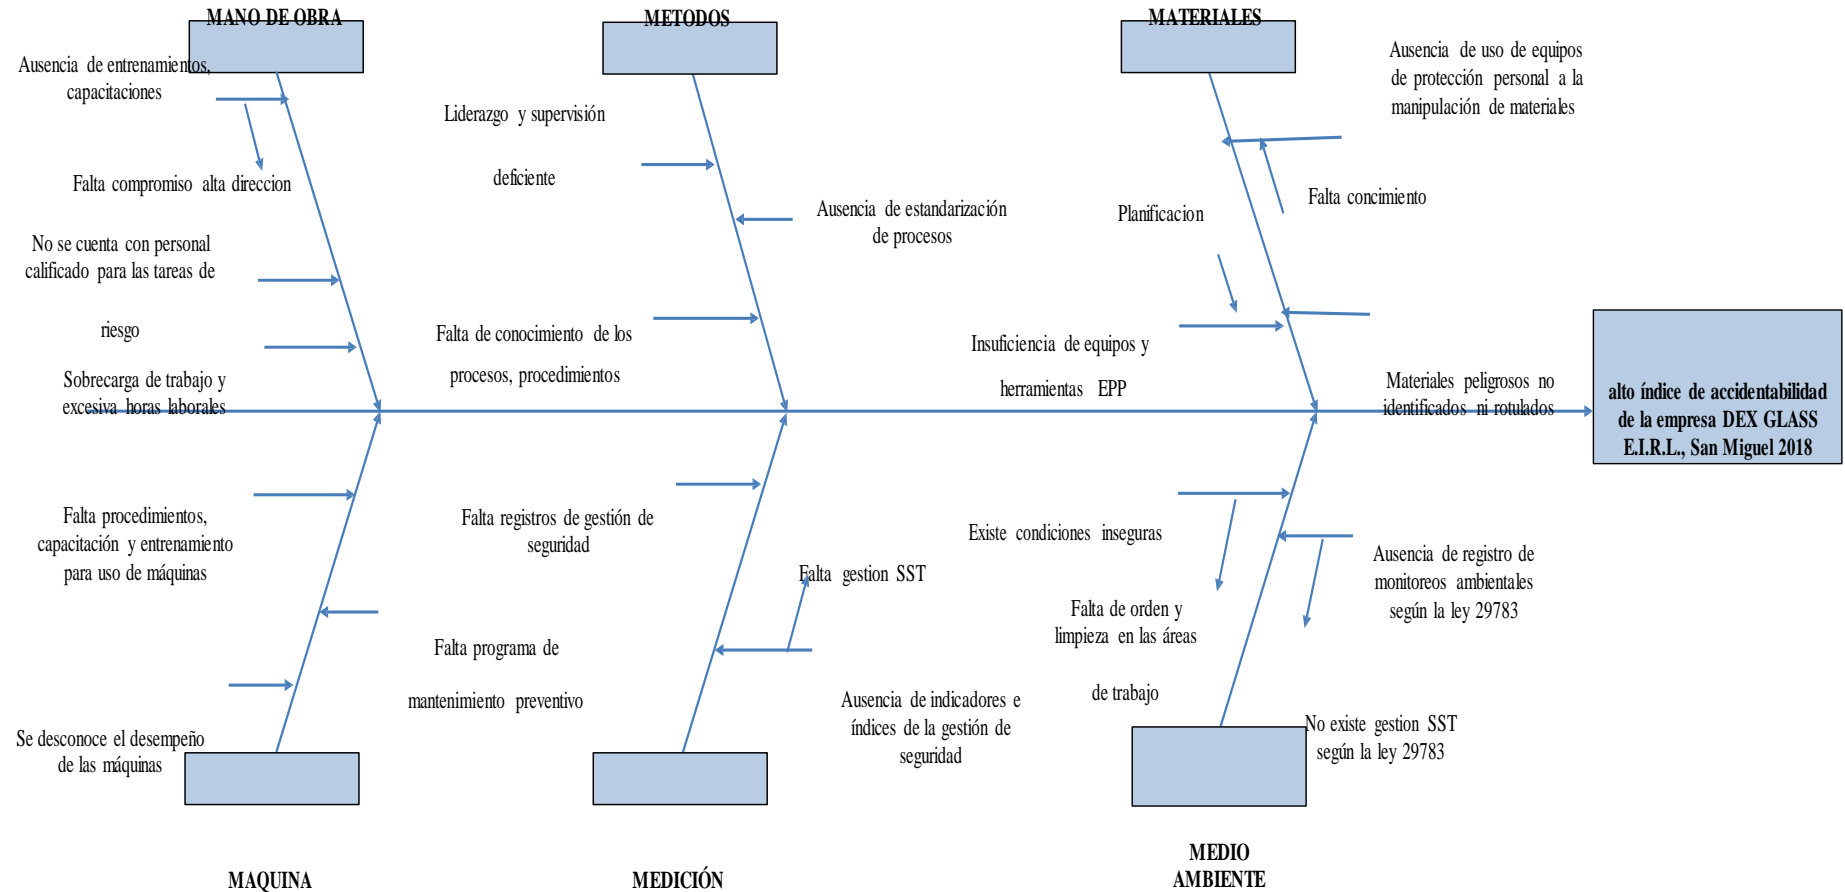 MANO DE OBRA
METODOS
MATERIALES
Ausencia de entrenamientos,
capacitaciones
Falta compromiso alta direccion
No se cuenta con personal
calificado para las tareas de
riesgo
Sobrecarga de trabajo y
excesiva horas laborales
Liderazgo y supervisión
deficiente
Ausencia de estandarización
de procesos
Falta de conocimiento de los
procesos, procedimientos
Ausencia de uso de equipos
de protección personal a la
manipulación de materiales
Falta concimiento
Planificacion
Insuficiencia de equipos y
herramientas EPP
Materiales peligrosos no
identificados ni rotulados
alto índice de accidentabilidad
de la empresa DEX GLASS
E.I.R.L., San Miguel 2018
Falta procedimientos,
capacitación y entrenamiento
para uso de máquinas
Falta programa de
mantenimiento preventivo
Se desconoce el desempeño
de las máquinas
Falta registros de gestión de
seguridad
Falta gestion SST
Ausencia de indicadores e
índices de la gestión de
seguridad
Existe condiciones inseguras
Falta de orden y
limpieza en las áreas
de trabajo
Ausencia de registro de
monitoreos ambientales
según la ley 29783
No existe gestion SST
según la ley 29783
MAQUINA
MEDICIÓN
MEDIO
AMBIENTE